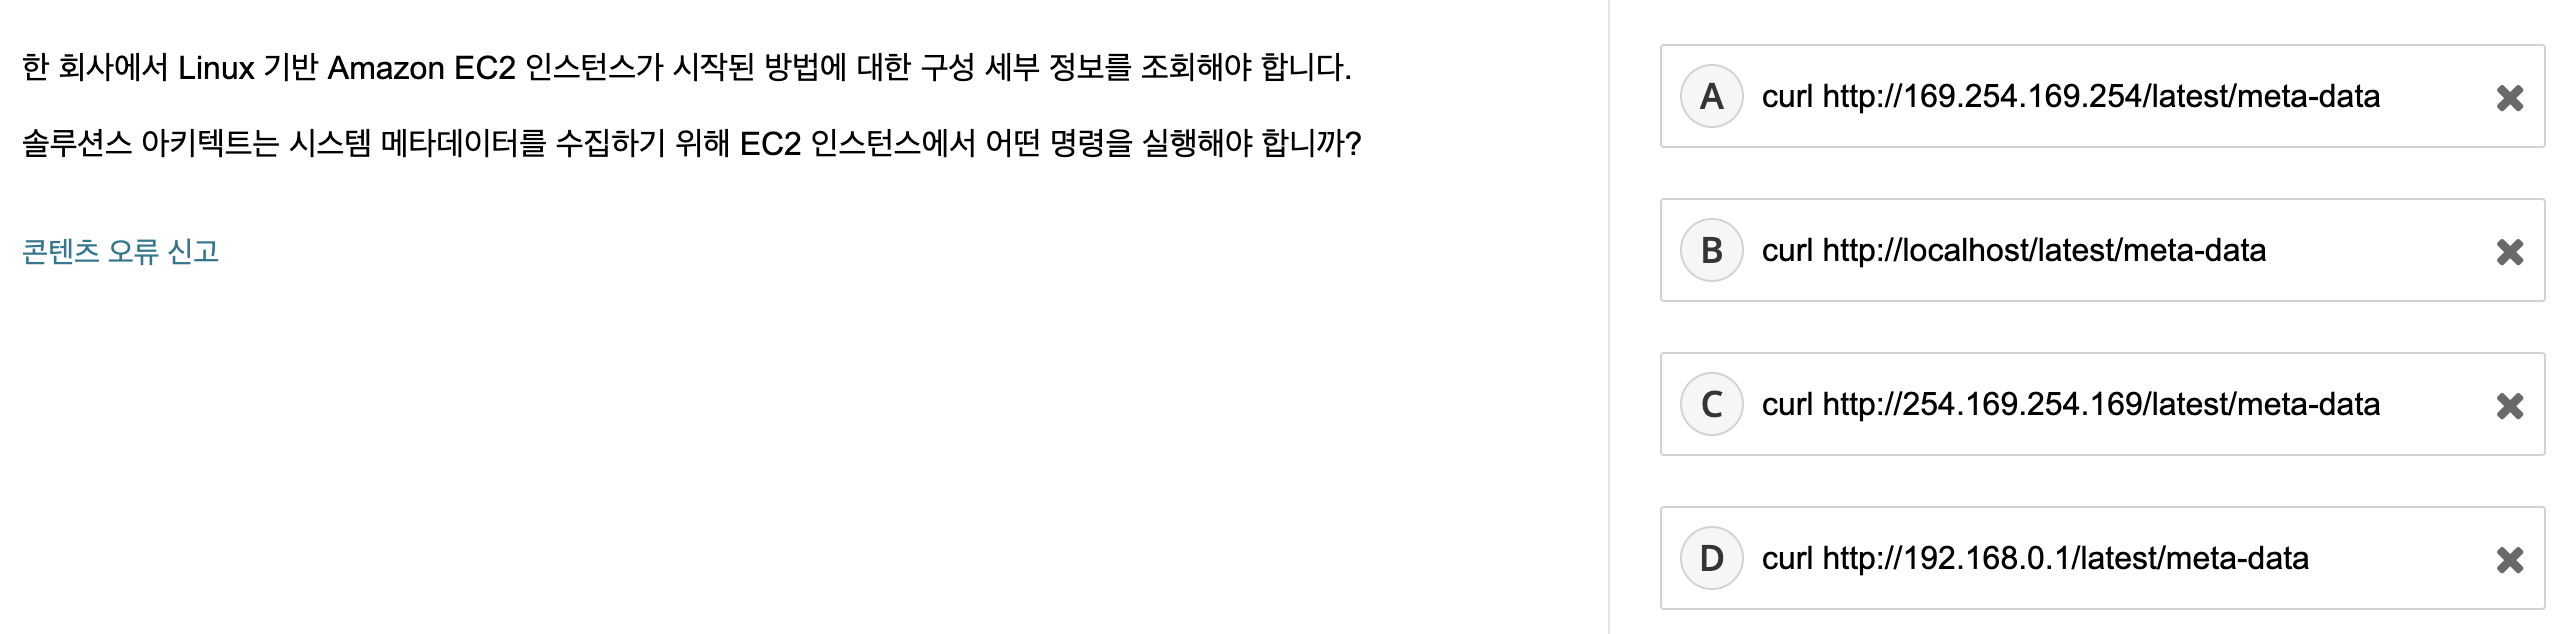 한 회사에서 Linux 기반 Amazon EC2 인스턴스가 시작된 방법에 대한 구성 세부 정보를 조회해야 합니다.
솔루션스 아키텍트는 시스템 메타데이터를 수집하기 위해 EC2 인스턴스에서 어떤 명령을 실행해야 합니까?
콘텐츠 오류 신고
A curl http://169.254.169.254/latest/meta-data
B curl http://localhost/latest/meta-data
C curl http://254.169.254.169/latest/meta-data
D curl http://192.168.0.1/latest/meta-data